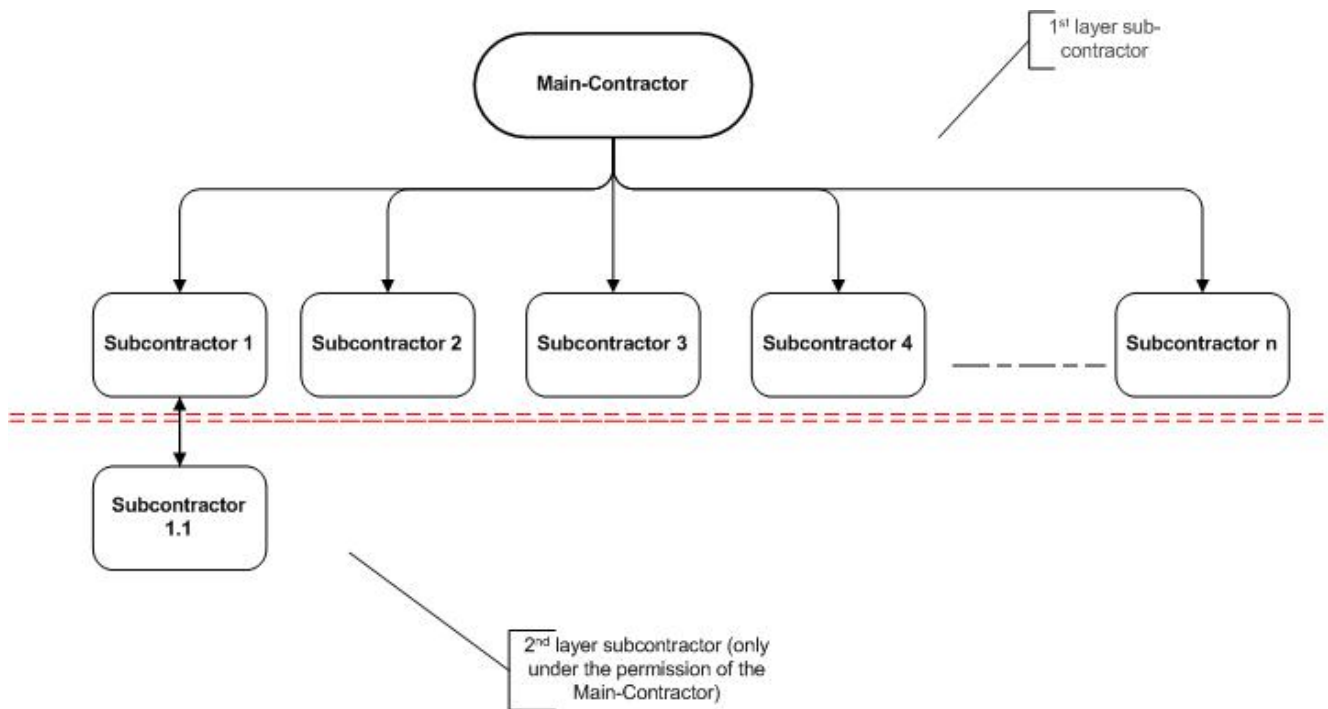 1st layer sub-
contractor
Main-Contractor
Subcontractor 1
Subcontractor 2
Subcontractor 3
Subcontractor 4
Subcontractor n
Subcontractor
1.1
2nd layer subcontractor (only
under the permission of the
Main-Contractor)